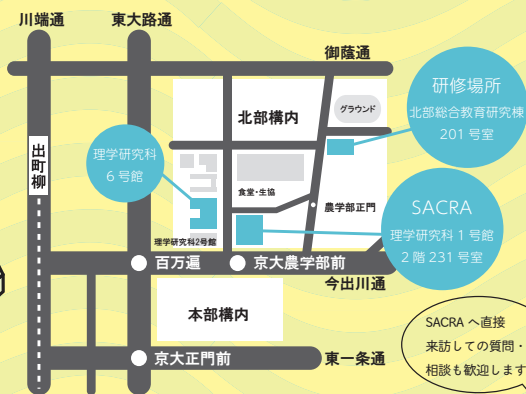 川端通
東大路通
御蔭通
研修場所
北部総合教育研究棟
201 号室
グラウンド
北部構内
出町柳
理学研究科
6 号館
食堂・生協
農学部正門
SACRA
理学研究科 1 号館
2 階 231 号室
理学研究科2号館
百万遍
京大農学部前
今出川通
本部構内
SACRA へ直接
来訪しての質問・
相談も歓迎します
京大正門前
東一条通